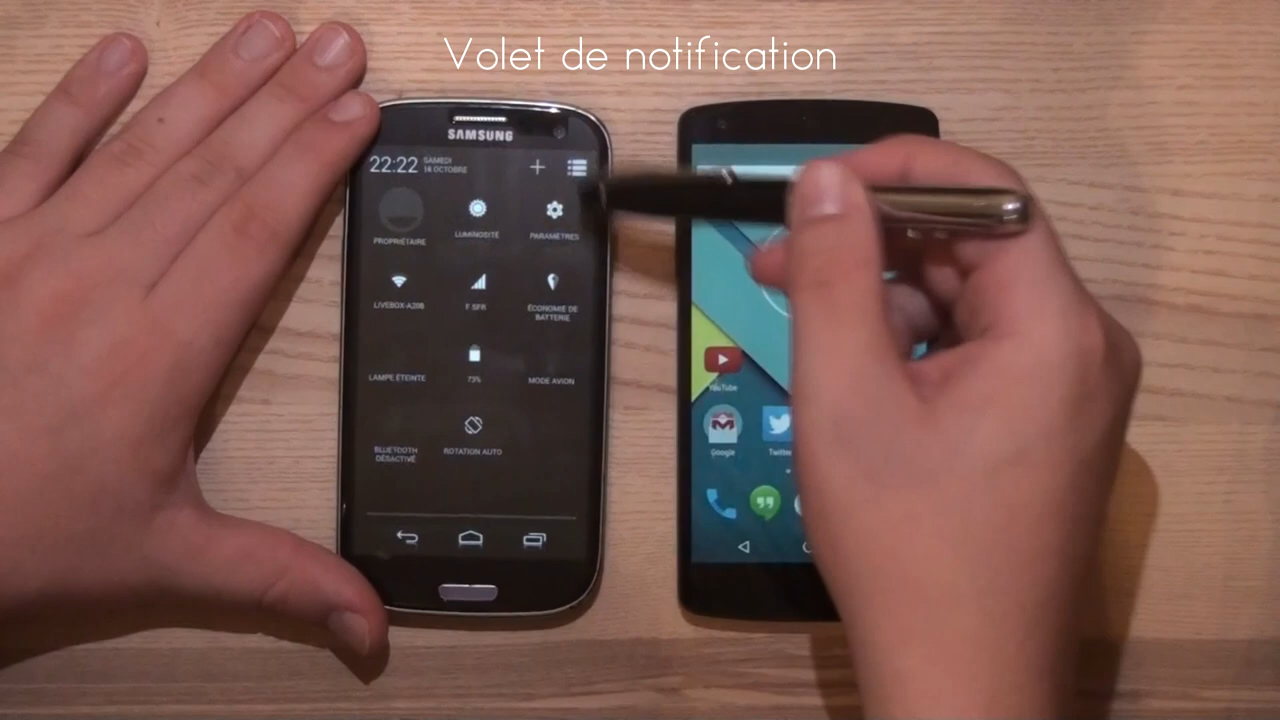 Volet de notification
SAMSUNG
22:22 SAMEDI
18 OCTOBRE
PROPRIÉTAIRE
LUMINOSITÉ
PARAMÈTRES
LIVEBOX-A20B
F SFR
ÉCONOMIE DE
BATTERIE
LAMPE ÉTEINTE
73%
MODE AVION
BLUETOOTH
DÉSACTIVÉ
ROTATION AUTO
YouTube
Google
Twitte